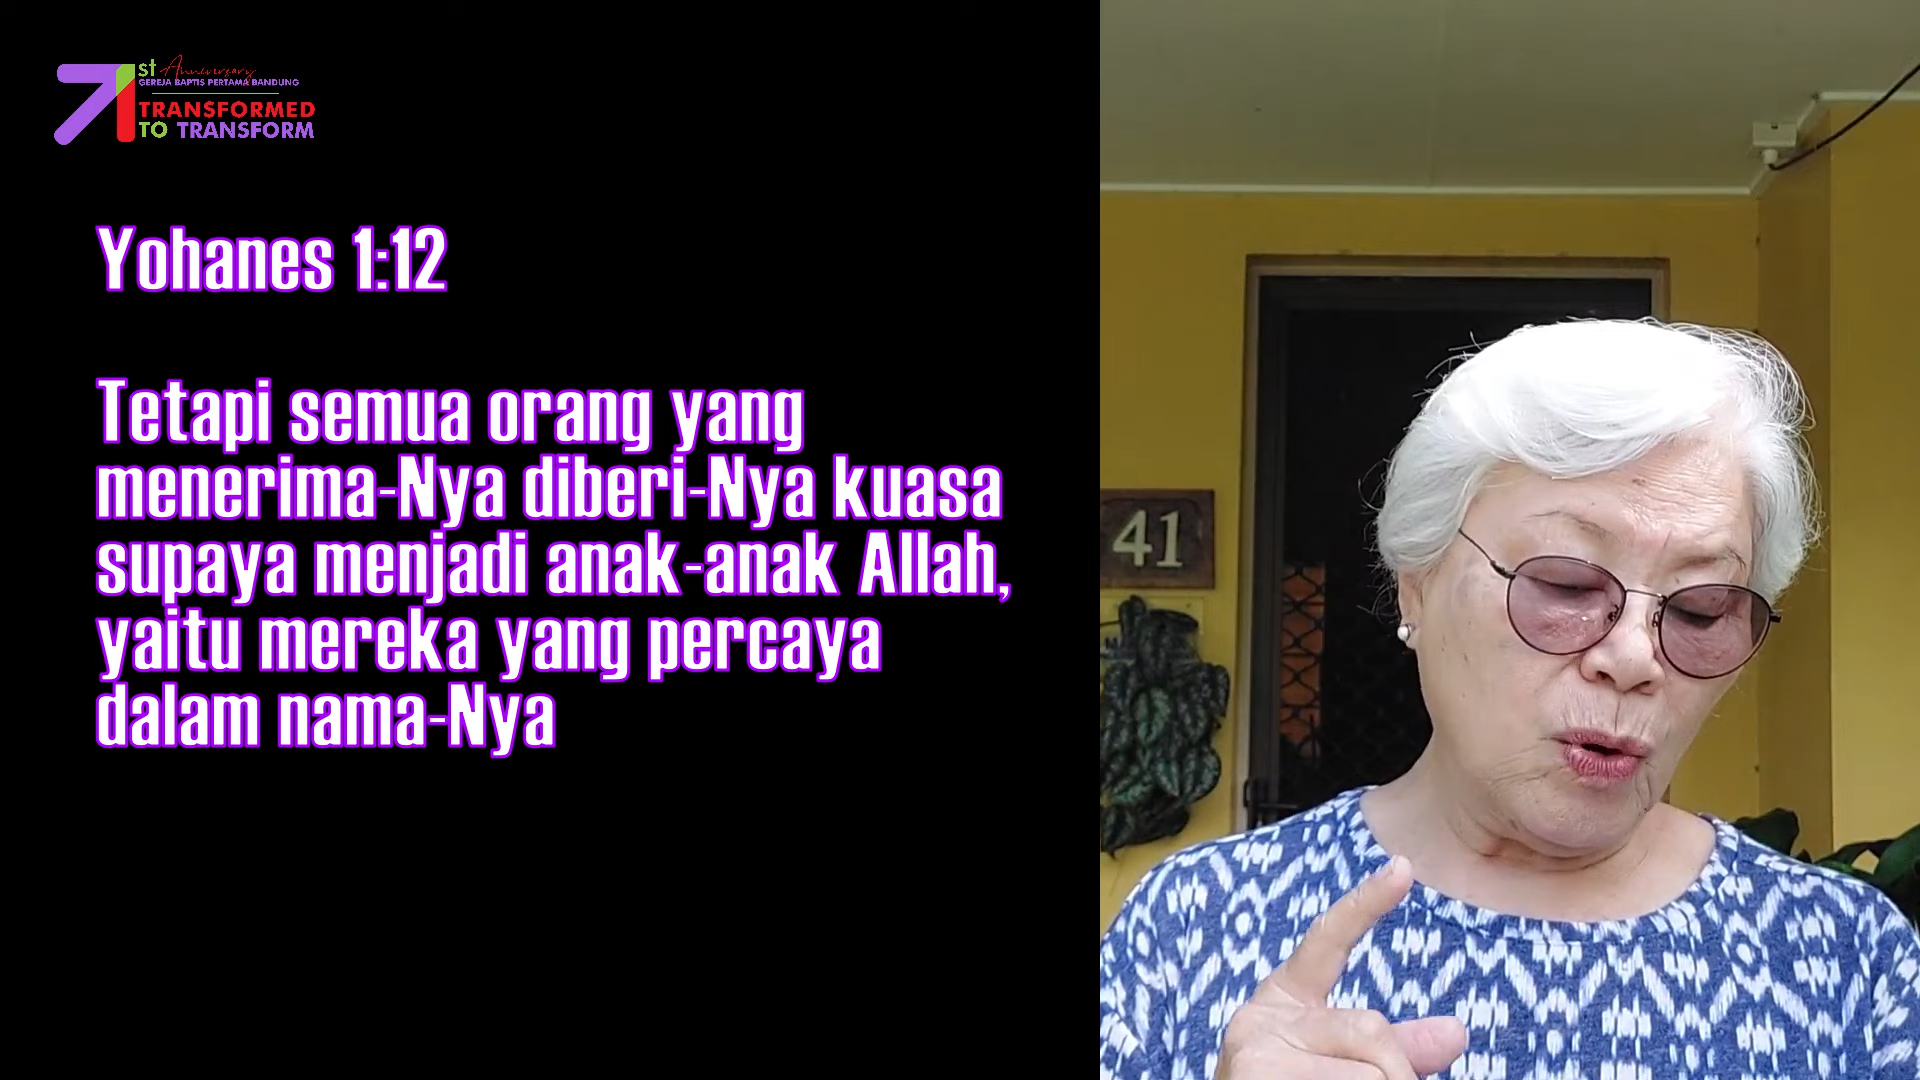 71st Anniversary
GEREJA BAPTIS PERTAMA BANDUNG
TRANSFORMED
TO TRANSFORM
Yohanes 1:12
Tetapi semua orang yang
menerima-Nya diberi-Nya kuasa
supaya menjadi anak-anak Allah,
yaitu mereka yang percaya
dalam nama-Nya
41